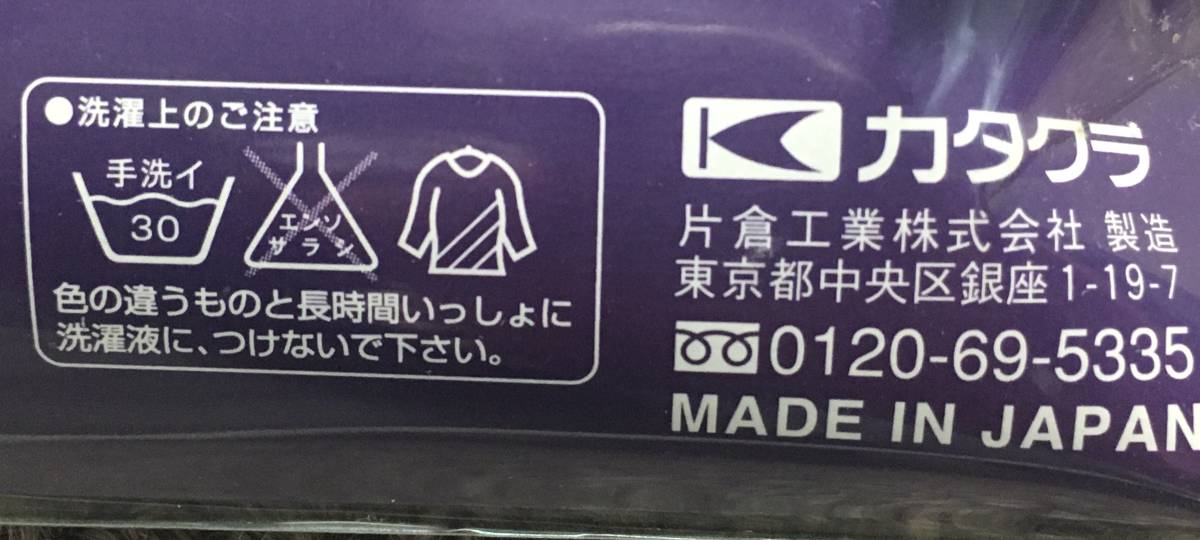 ●洗濯上のご注意
手洗イ
30
エンソ
サラシ
色の違うものと長時間いっしょに
洗濯液に、つけないで下さい。
カタクラ
片倉工業株式会社 製造
東京都中央区銀座1-19-7
0120-69-5335
MADE IN JAPAN